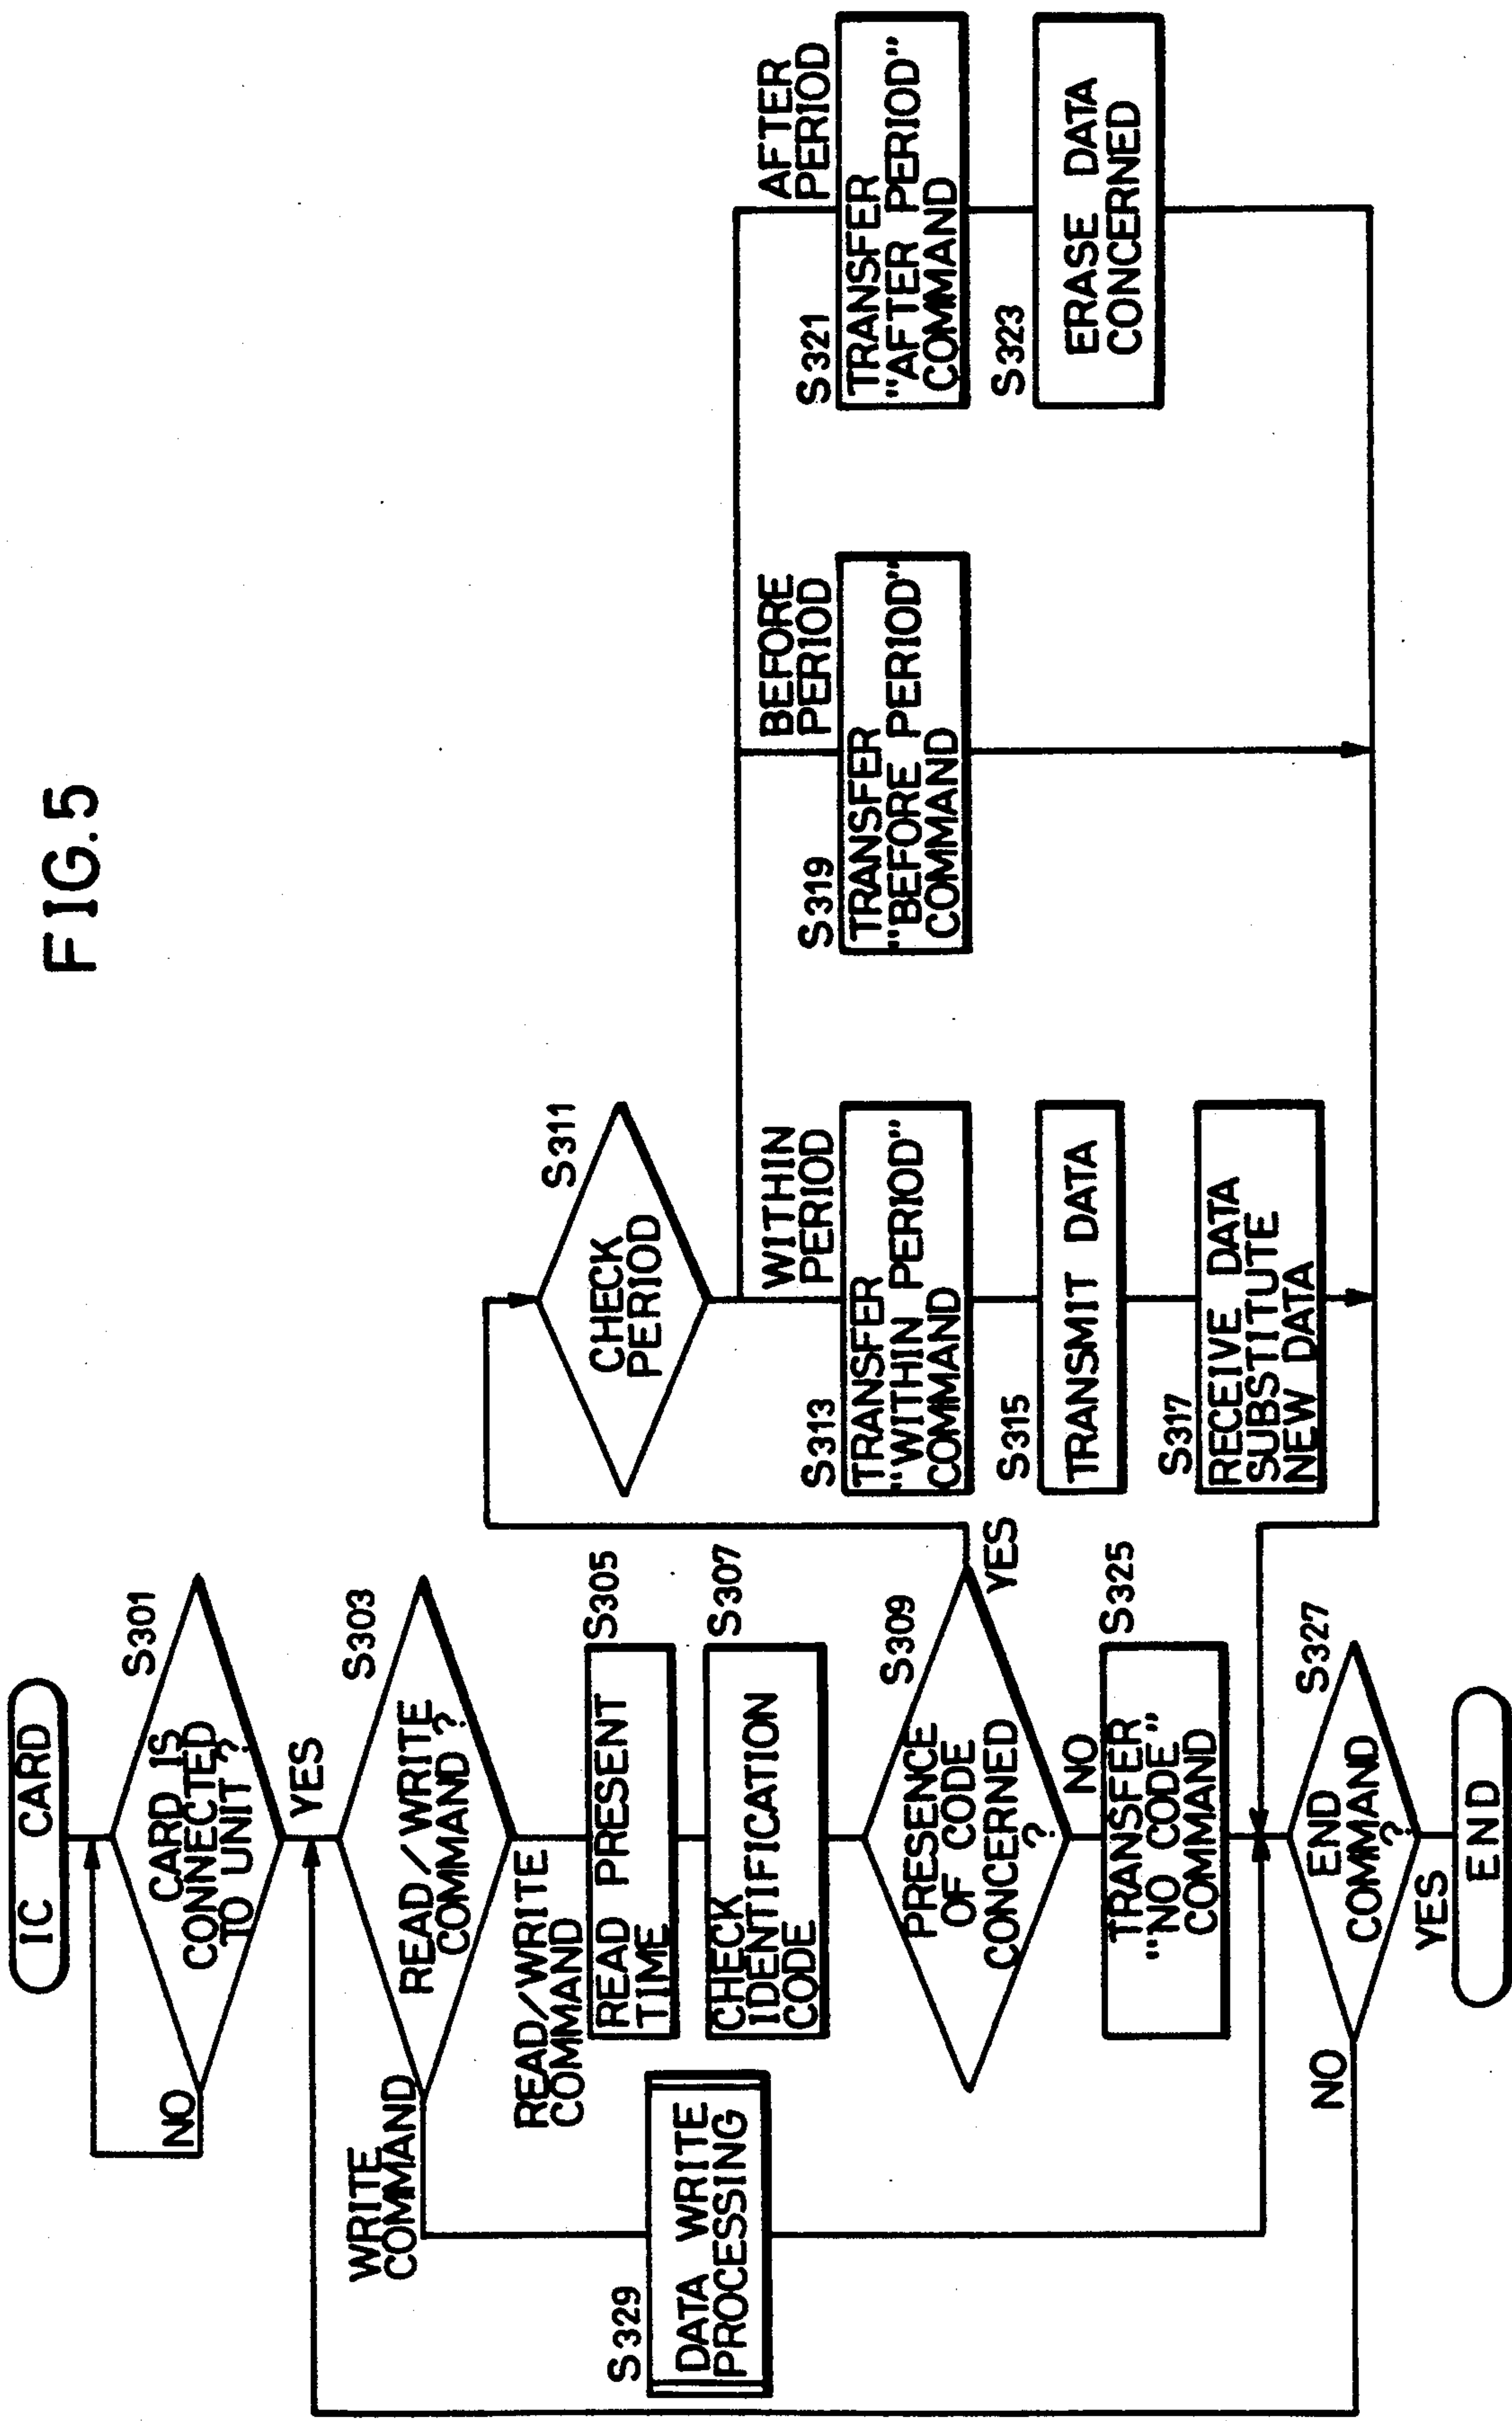 FIG.5
IC CARD
S301
CARD IS
CONNECTED
TO UNIT ?
NO
YES
S303
READ/WRITE
COMMAND ?
WRITE
COMMAND
READ/WRITE
COMMAND
S305
READ PRESENT
TIME
S307
CHECK
IDENTIFICATION
CODE
S309
PRESENCE
OF CODE
CONCERNED
?
YES
NO
S325
TRANSFER
"NO CODE"
COMMAND
S327
END
COMMAND
?
NO
YES
END
S329
DATA WRITE
PROCESSING
S311
CHECK
PERIOD
WITHIN
PERIOD
S313
TRANSFER
"WITHIN PERIOD"
COMMAND
S315
TRANSMIT DATA
S317
RECEIVE DATA
SUBSTITUTE
NEW DATA
BEFORE
PERIOD
S319
TRANSFER
"BEFORE PERIOD"
COMMAND
AFTER
PERIOD
S321
TRANSFER
"AFTER PERIOD"
COMMAND
S323
ERASE DATA
CONCERNED